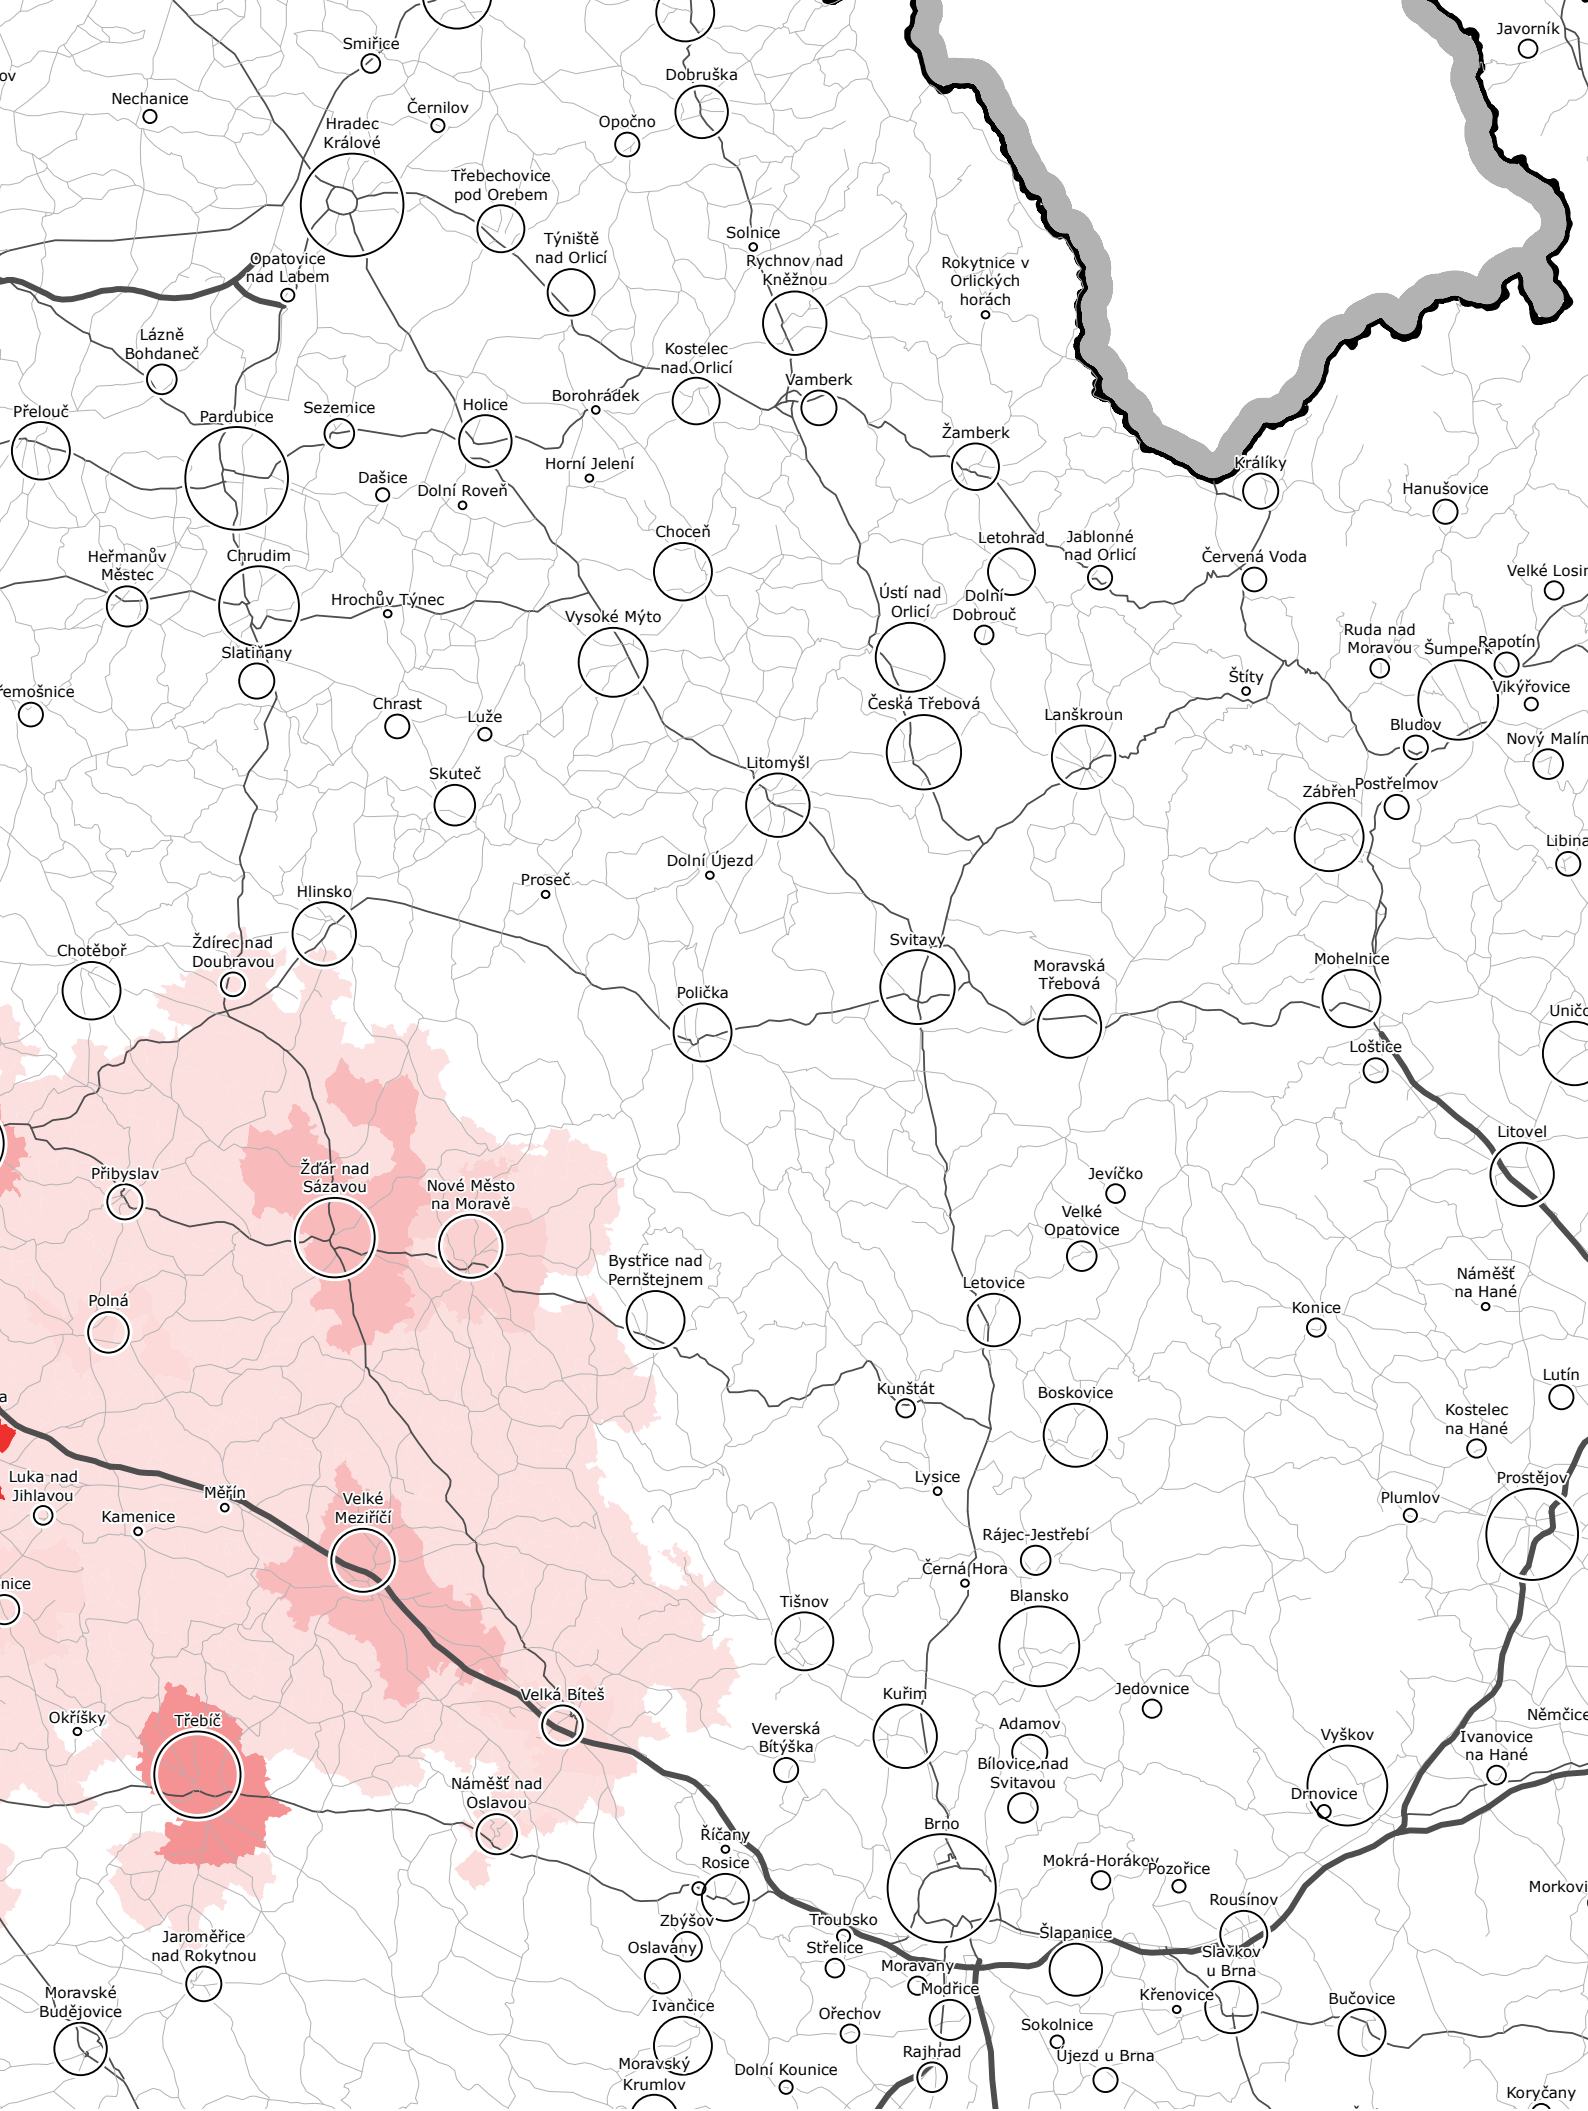 Javorník
Smiřice
Dobruška
ov
Nechanice
Černilov
Opočno
Hradec
Králové
Třebechovice
pod Orebem
Solnice
Týniště
nad Orlicí
Opatovice
nad Labem
Rychnov nad
Kněžnou
Rokytnice v
Orlických
horách
Lázně
Bohdaneč
Kostelec
nad Orlicí
Vamberk
Borohrádek
Přelouč
Pardubice
Sezemice
Holice
Žamberk
Horní Jelení
Králíky
Dašice
Dolní Roveň
Hanušovice
Choceň
Letohrad
Jablonné
nad Orlicí
Heřmanův
Městec
Chrudim
Červená Voda
Velké Losin
Hrochův Týnec
Ústí nad
Orlicí
Dolní
Dobrouč
Vysoké Mýto
Ruda nad
Moravou
Šumperk
Rapotín
Slatiňany
Štíty
Vikýřovice
řemošnice
Chrast
Luže
Česká Třebová
Lanškroun
Bludov
Nový Malín
Skuteč
Litomyšl
Zábřeh
Postřelmov
Libina
Dolní Újezd
Proseč
Hlinsko
Chotěboř
Ždírec nad
Doubravou
Svitavy
Moravská
Třebová
Mohelnice
Polička
Uničo
Loštice
Litovel
Přibyslav
Žďár nad
Sázavou
Nové Město
na Moravě
Jevíčko
Velké
Opatovice
Bystřice nad
Pernštejnem
Letovice
Náměšť
na Hané
Polná
Konice
a
Kunštát
Boskovice
Lutín
Kostelec
na Hané
Luka nad
Jihlavou
Měřín
Velké
Meziříčí
Lysice
Prostějov
Kamenice
Plumlov
Rájec-Jestřebí
nice
Černá Hora
Tišnov
Blansko
Velká Bíteš
Kuřim
Jedovnice
Okříšky
Třebíč
Veverská
Bítýška
Adamov
Vyškov
Ivanovice
na Hané
Němčice
Bílovice nad
Svitavou
Náměšť nad
Oslavou
Drnovice
Říčany
Brno
Rosice
Mokrá-Horákov
Pozořice
Morkovi
Zbýšov
Troubsko
Rousínov
Jaroměřice
nad Rokytnou
Oslavany
Střelice
Šlapanice
Moravany
Slavkov
u Brna
Moravské
Budějovice
Ivančice
Ořechov
Modřice
Křenovice
Bučovice
Sokolnice
Rajhrad
Újezd u Brna
Moravský
Krumlov
Dolní Kounice
Koryčany